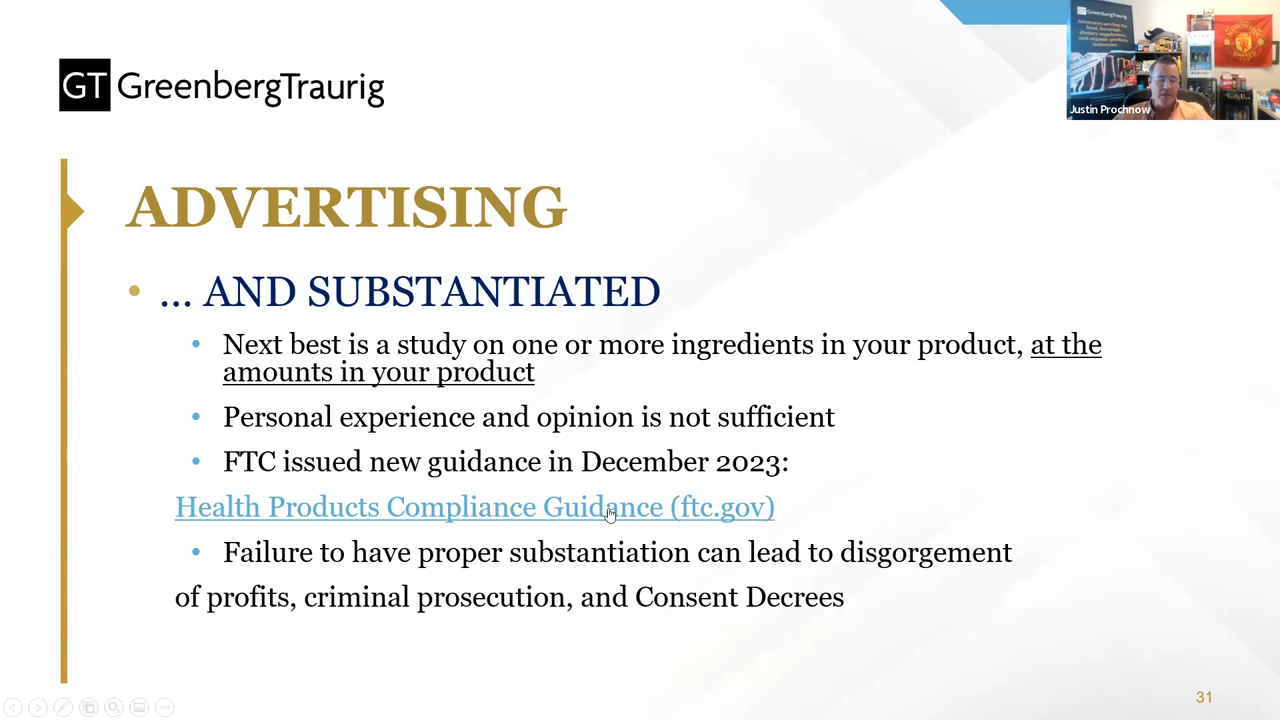 GT GreenbergTraurig
GreenbergTraurig
Justin Prochnow
ADVERTISING
• ... AND SUBSTANTIATED
• Next best is a study on one or more ingredients in your product, at the
amounts in your product
• Personal experience and opinion is not sufficient
• FTC issued new guidance in December 2023:
Health Products Compliance Guidance (ftc.gov)
• Failure to have proper substantiation can lead to disgorgement
of profits, criminal prosecution, and Consent Decrees
31